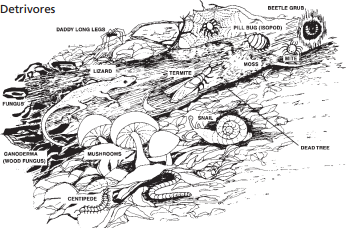 Detrivores
BEETLE GRUB
DADDY LONG LEGS
PILL BUG (ISOPOD)
MITE
MOSS
LIZARD
TERMITE
FUNGUS
SNAIL
DEAD TREE
GANODERMA
(WOOD FUNGUS)
MUSHROOMS
CENTIPEDE